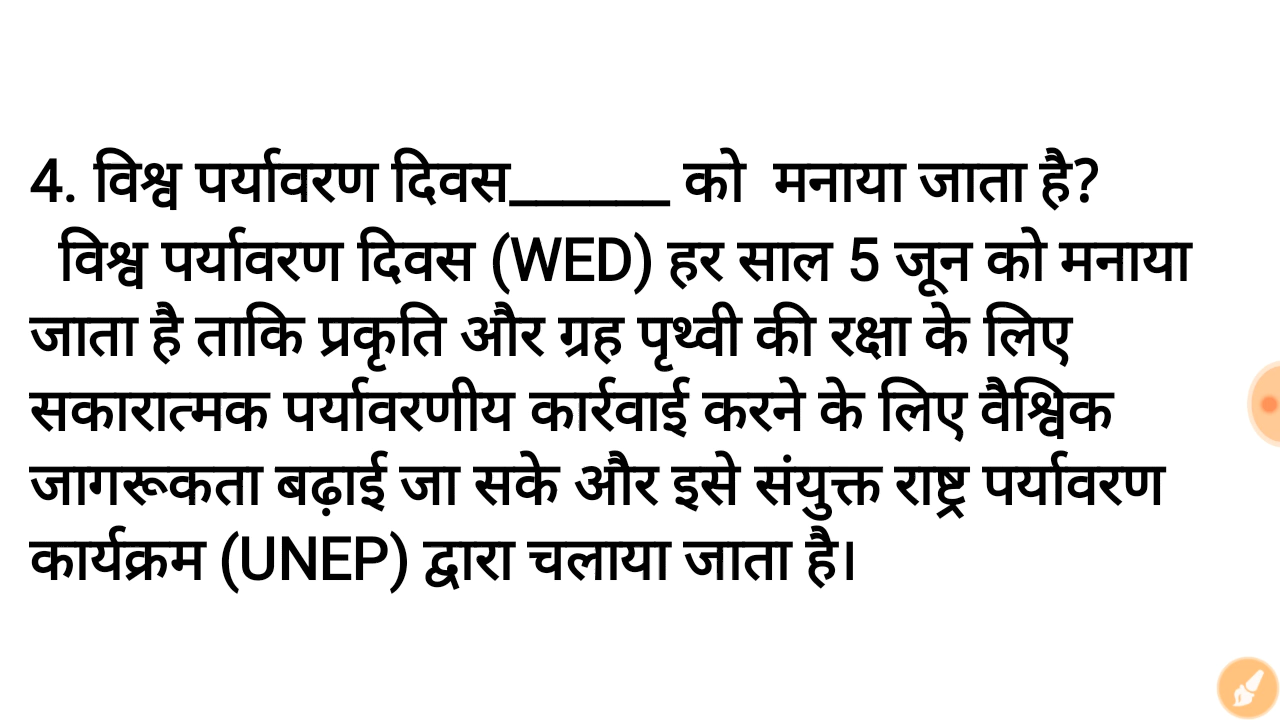 4. विश्व पर्यावरण दिवस______ को  मनाया जाता है?
विश्व पर्यावरण दिवस (WED) हर साल 5 जून को मनाया
जाता है ताकि प्रकृति और ग्रह पृथ्वी की रक्षा के लिए
सकारात्मक पर्यावरणीय कार्रवाई करने के लिए वैश्विक
जागरूकता बढ़ाई जा सके और इसे संयुक्त राष्ट्र पर्यावरण
कार्यक्रम (UNEP) द्वारा चलाया जाता है।